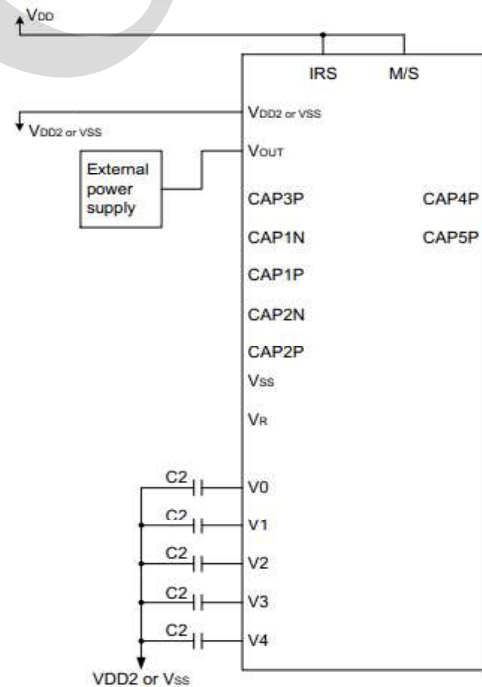 VDD
IRS M/S
VDD2 or VSS
VDD2 or VSS
VOUT
External
power
supply
CAP3P CAP4P
CAP1N CAP5P
CAP1P
CAP2N
CAP2P
VSS
VR
C2 V0
C2 V1
C2 V2
C2 V3
C2 V4
VDD2 or VSS